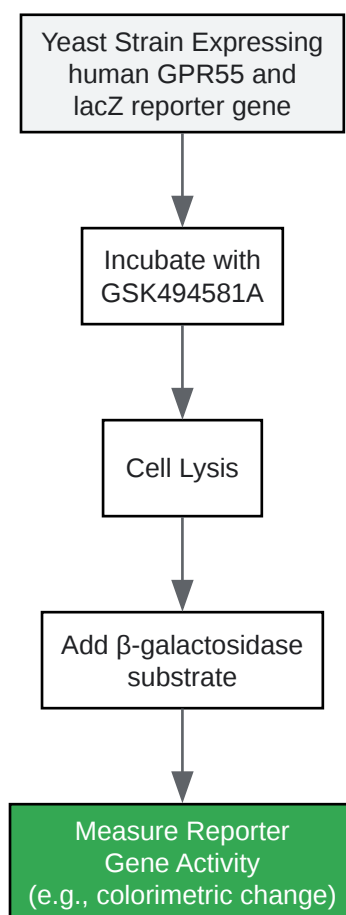 Yeast Strain Expressing
human GPR55 and
lacZ reporter gene
Incubate with
GSK494581A
Cell Lysis
Add β-galactosidase
substrate
Measure Reporter
Gene Activity
(e.g., colorimetric change)